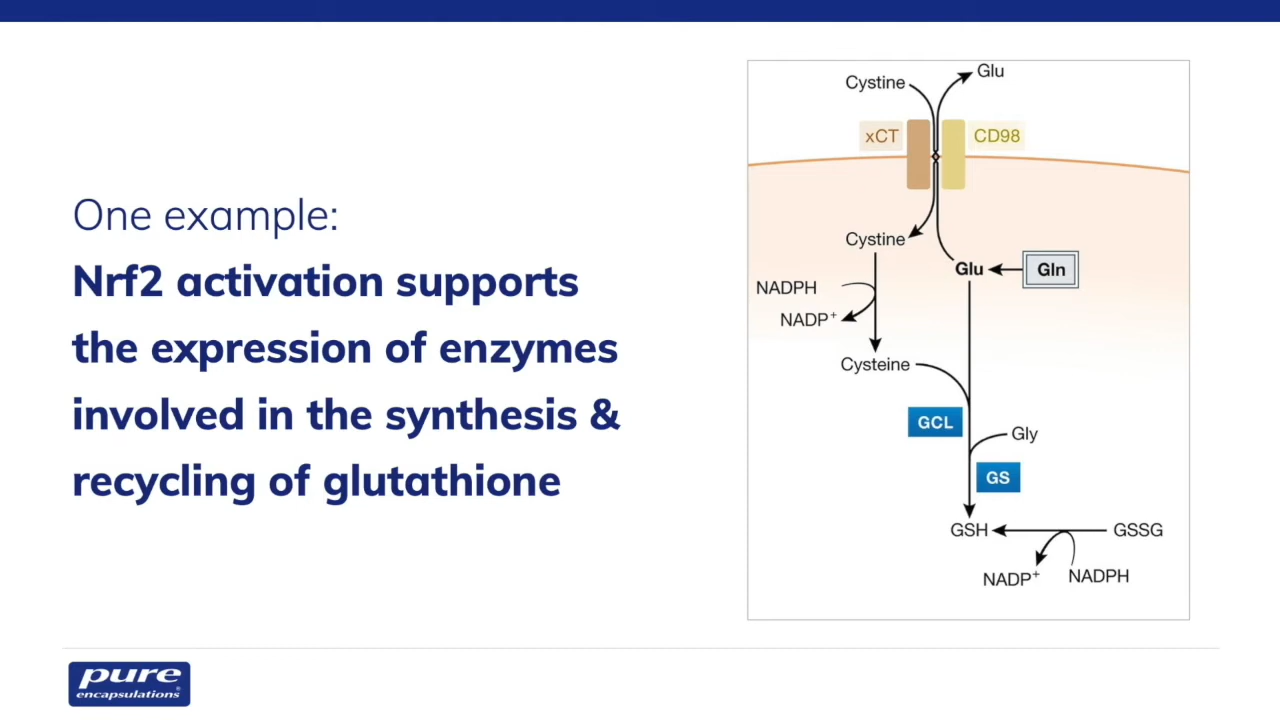 One example:
Nrf2 activation supports
the expression of enzymes
involved in the synthesis &
recycling of glutathione
Cystine
Glu
xCT
CD98
Cystine
Glu
Gln
NADPH
NADP+
Cysteine
GCL
Gly
GS
GSH
GSSG
NADP+
NADPH
pure
encapsulations®